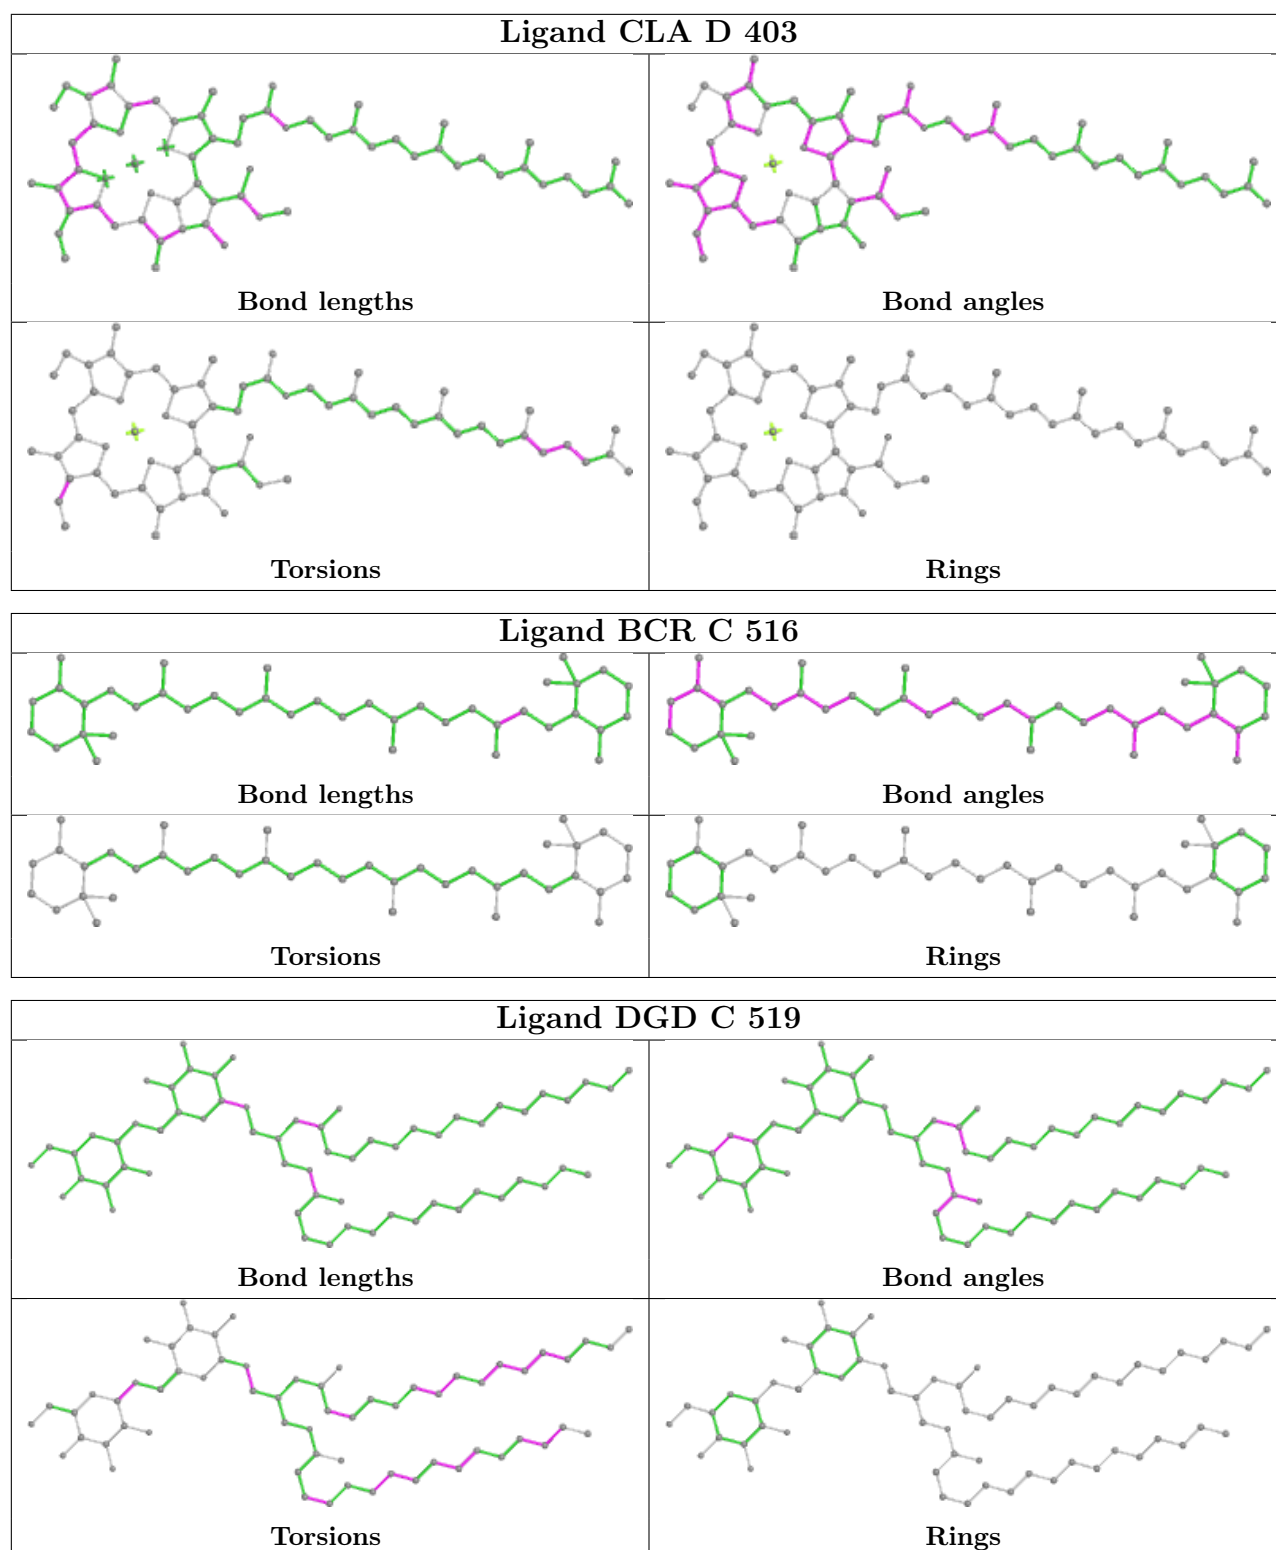 Ligand CLA D 403
Bond lengths
Bond angles
Torsions
Rings
Ligand BCR C 516
Bond lengths
Bond angles
Torsions
Rings
Ligand DGD C 519
Bond lengths
Bond angles
Torsions
Rings